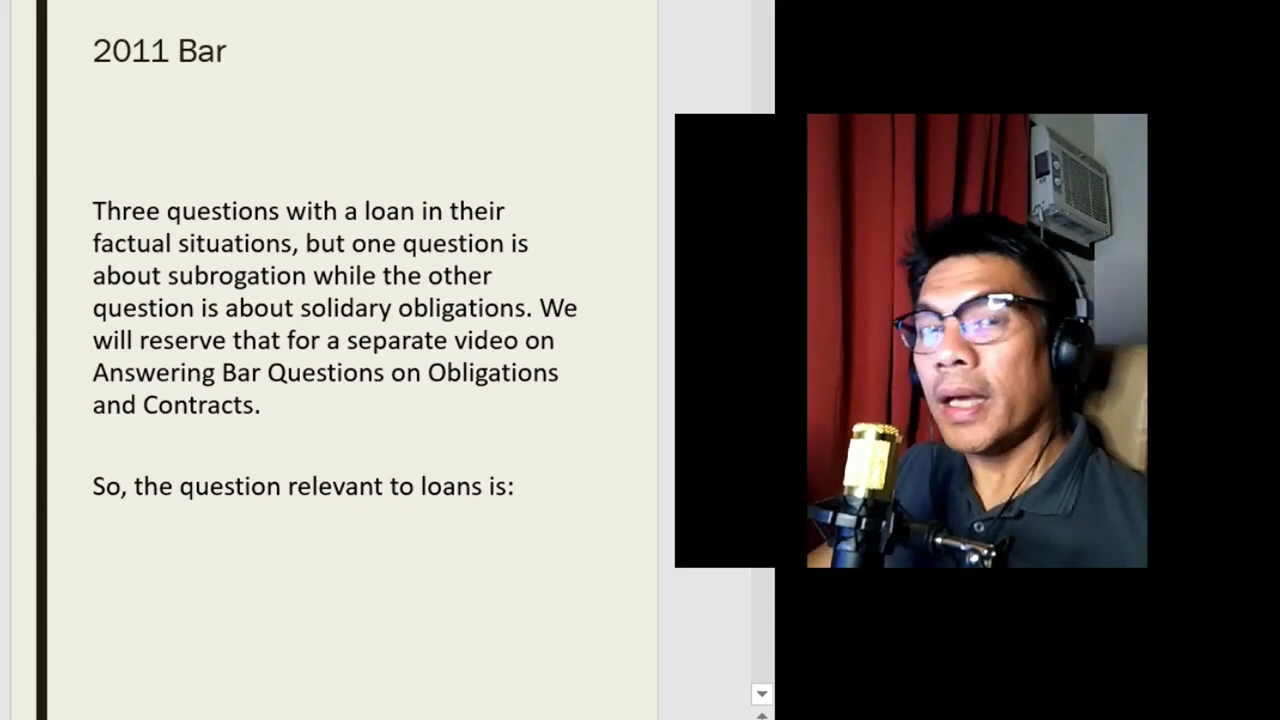 2011 Bar
Three questions with a loan in their
factual situations, but one question is
about subrogation while the other
question is about solidary obligations. We
will reserve that for a separate video on
Answering Bar Questions on Obligations
and Contracts.
So, the question relevant to loans is: